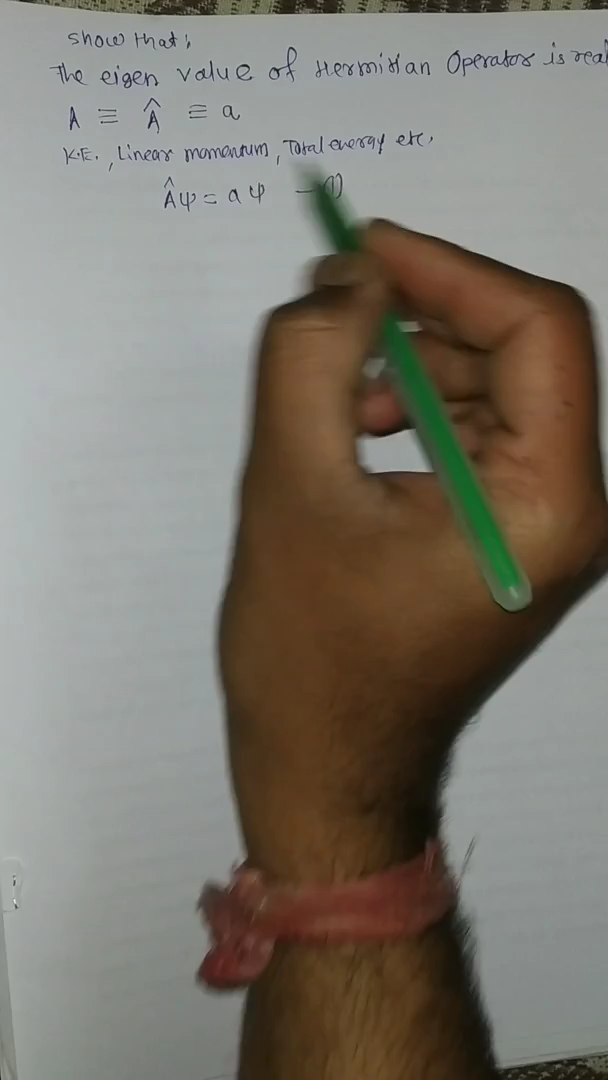 show that;
The eigen value of Hermitian Operator is real
A ≡ Â ≡ a
K.E., Linear momentum, Total energy etc.
Âψ = aψ — ①